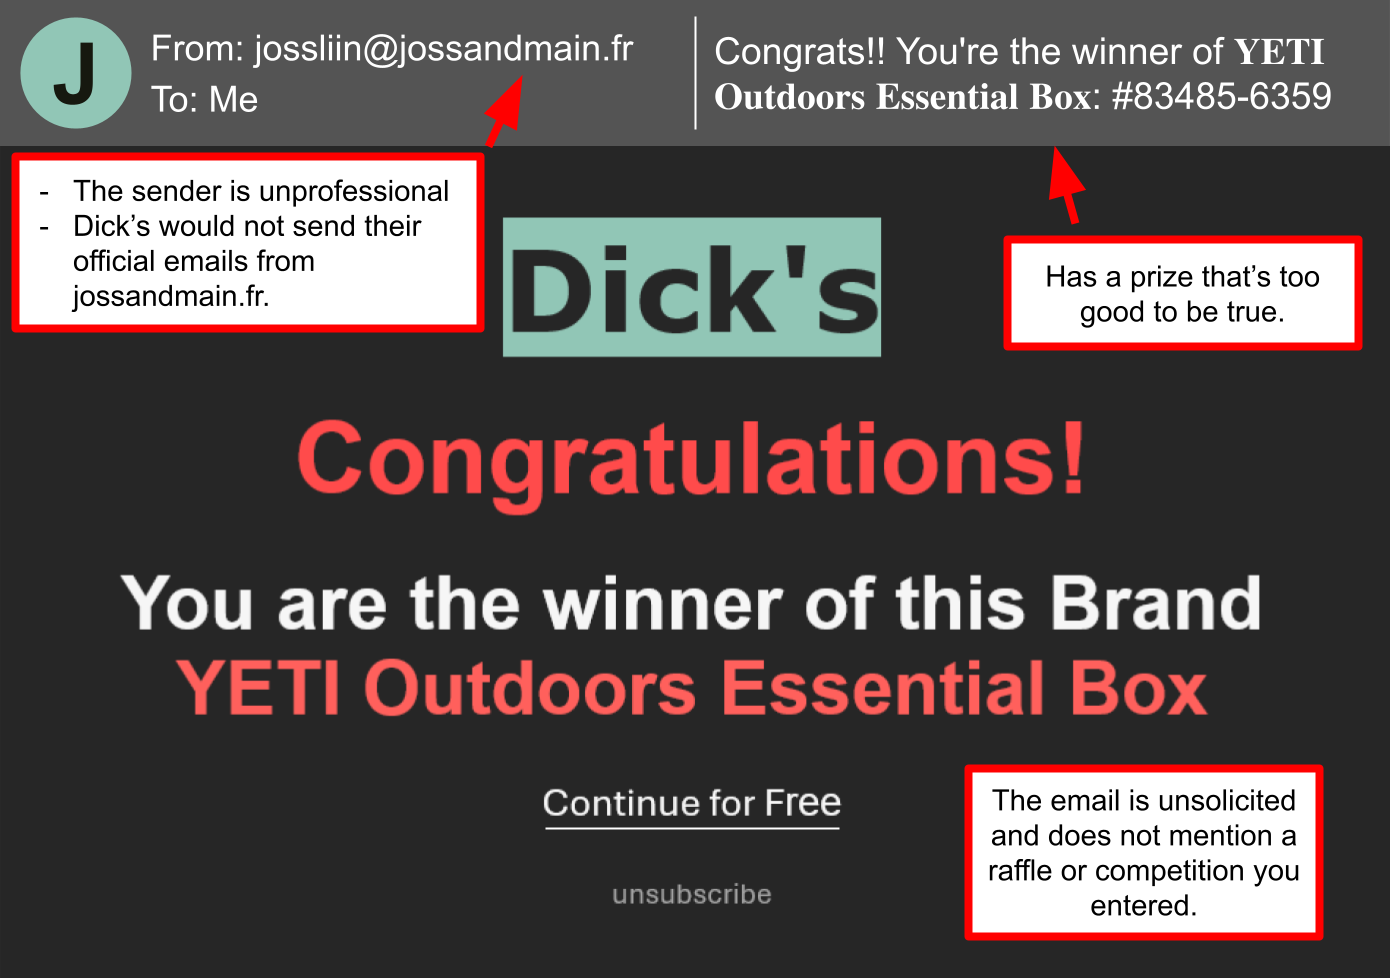 J
From: jossliin@jossandmain.fr
To: Me
Congrats!! You're the winner of YETI
Outdoors Essential Box: #83485-6359
- The sender is unprofessional
- Dick’s would not send their
official emails from
jossandmain.fr.
Dick's
Has a prize that’s too
good to be true.
Congratulations!
You are the winner of this Brand
YETI Outdoors Essential Box
Continue for Free
unsubscribe
The email is unsolicited
and does not mention a
raffle or competition you
entered.